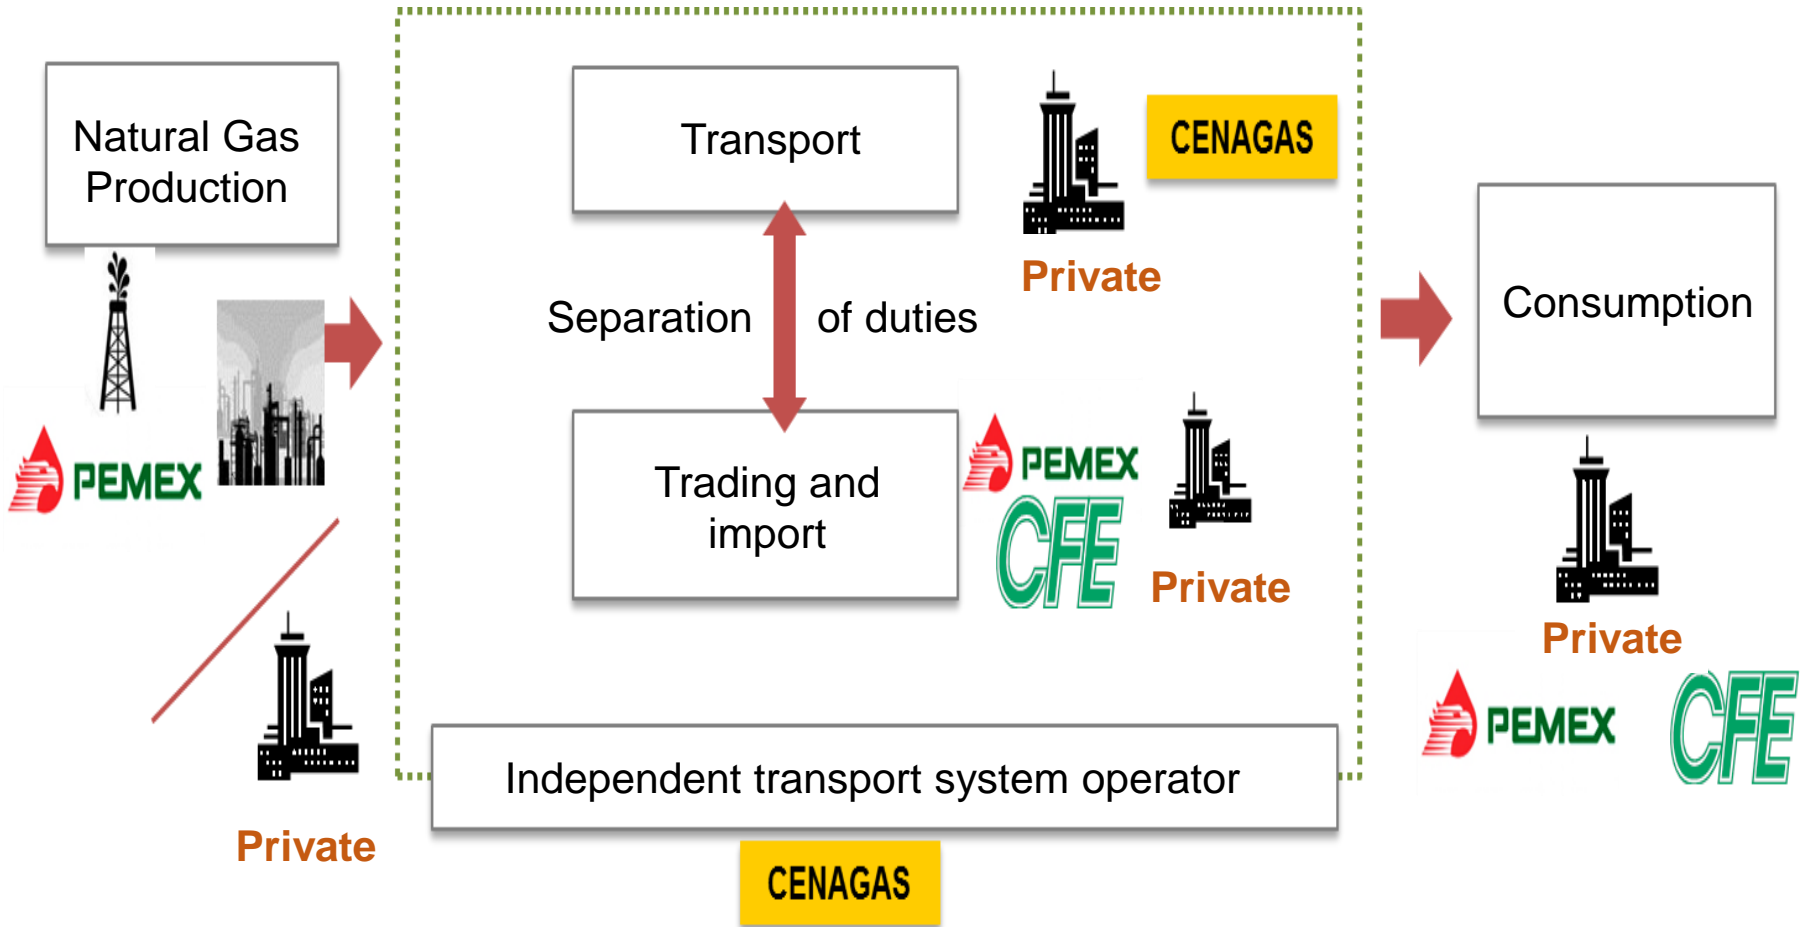 Natural Gas
Production
PEMEX
Private
Transport
CENAGAS
Private
Separation of duties
Trading and
import
PEMEX
CFE
Private
Independent transport system operator
CENAGAS
Consumption
Private
PEMEX
CFE